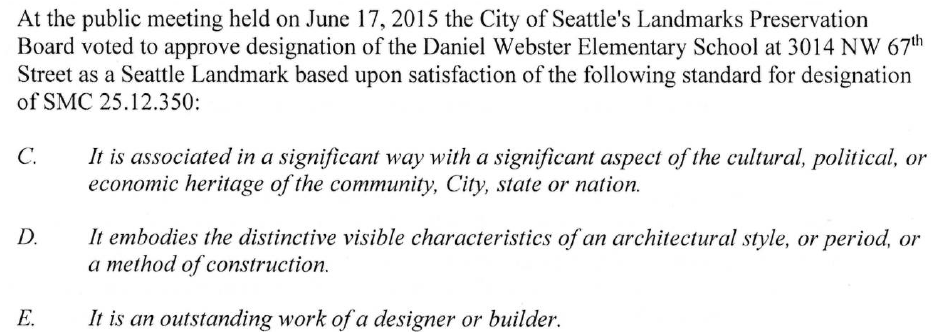 At the public meeting held on June 17, 2015 the City of Seattle's Landmarks Preservation
Board voted to approve designation of the Daniel Webster Elementary School at 3014 NW 67th
Street as a Seattle Landmark based upon satisfaction of the following standard for designation
of SMC 25.12.350:
C. It is associated in a significant way with a significant aspect of the cultural, political, or
economic heritage of the community, City, state or nation.
D. It embodies the distinctive visible characteristics of an architectural style, or period, or
a method of construction.
E. It is an outstanding work of a designer or builder.